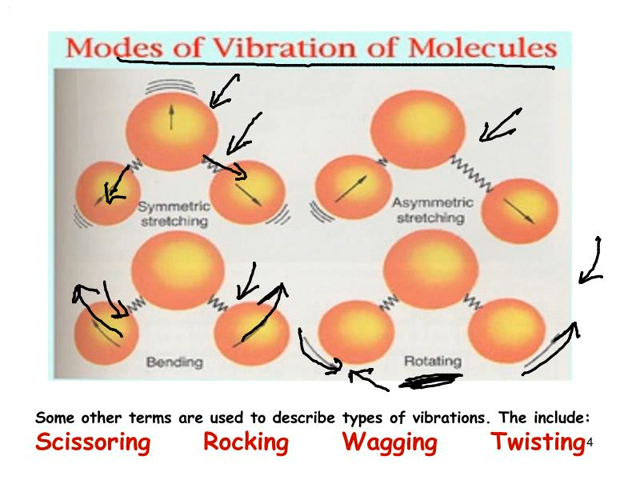 Modes of Vibration of Molecules
Symmetric
stretching
Asymmetric
stretching
Bending
Rotating
Some other terms are used to describe types of vibrations. The include:
Scissoring Rocking Wagging Twisting
4